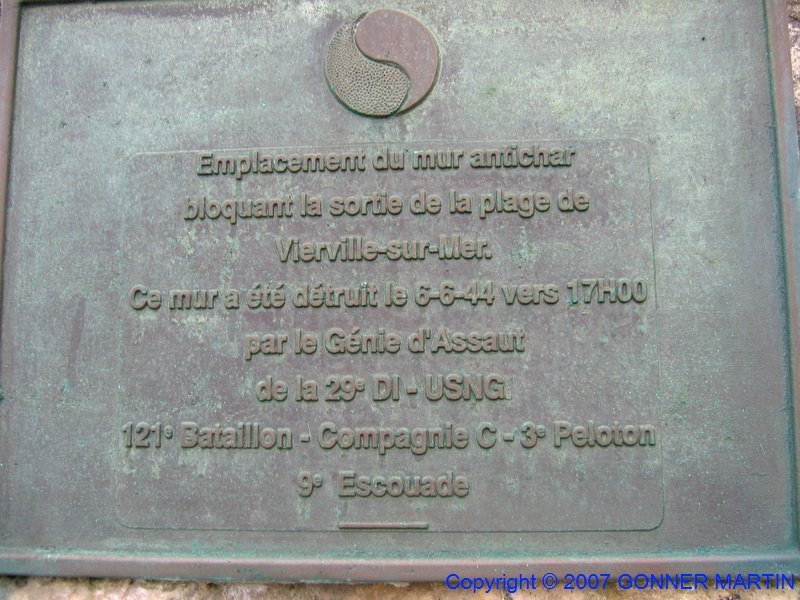 Emplacement du mur antichar
bloquant la sortie de la plage de
Vierville-sur-Mer.
Ce mur a été détruit le 6-6-44 vers 17H00
par le Génie d'Assaut
de la 29e DI - USNG
121e Bataillon - Compagnie C - 3e Peloton
9e Escouade
Copyright © 2007 GONNER MARTIN